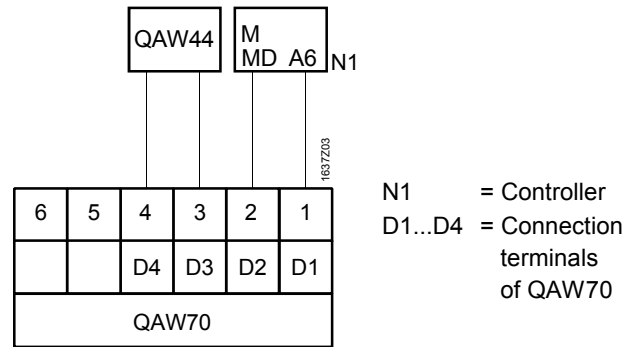 QAW44
M
MD A6 N1
1637Z03
6 5 4 3 2 1
D4 D3 D2 D1
QAW70
N1 = Controller
D1...D4 = Connection
terminals
of QAW70